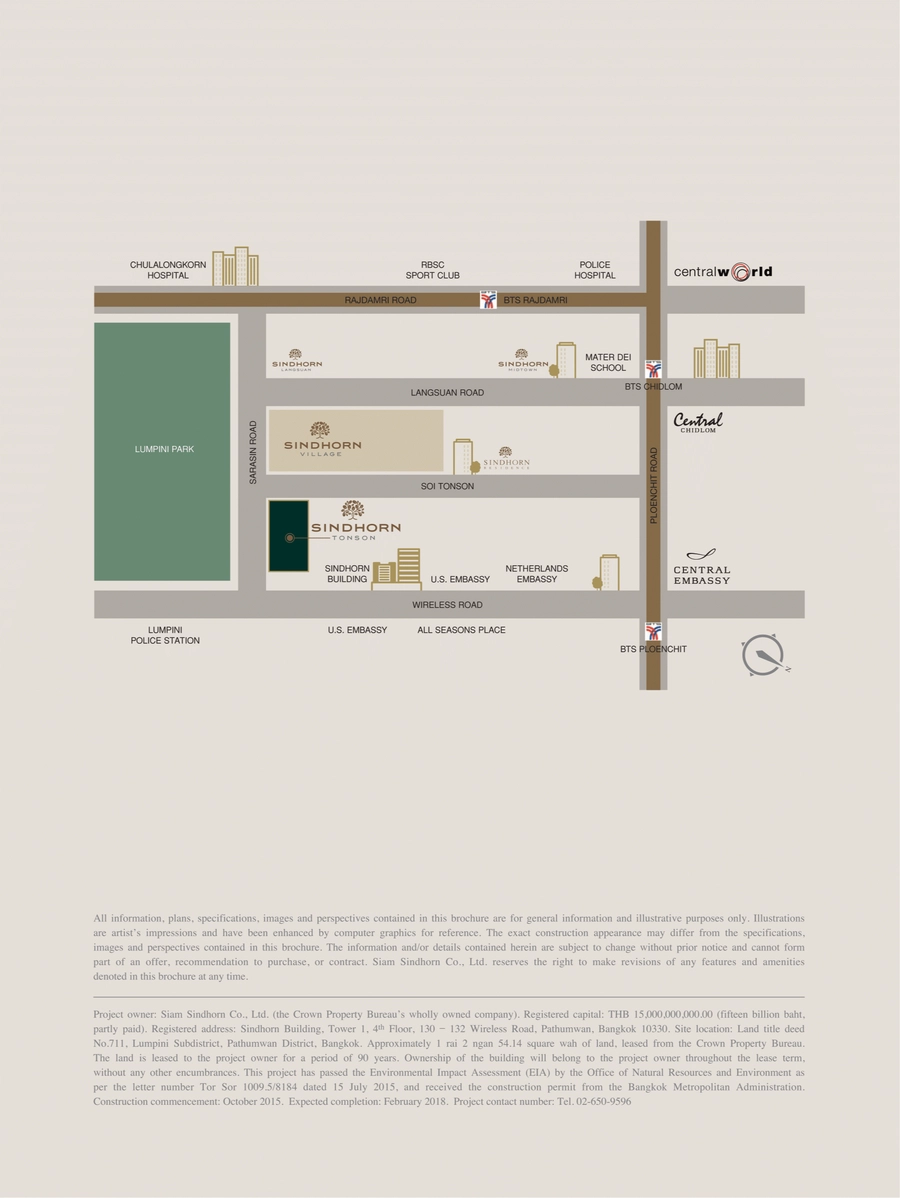 CHULALONGKORN
HOSPITAL
RBSC
SPORT CLUB
POLICE
HOSPITAL
centralworld
RAJDAMRI ROAD
BTS RAJDAMRI
SINDHORN
LANGSUAN
SINDHORN
MIDTOWN
MATER DEI
SCHOOL
BTS CHIDLOM
LANGSUAN ROAD
Central
CHIDLOM
LUMPINI PARK
SARASIN ROAD
SINDHORN
VILLAGE
SINDHORN
RESIDENCE
PLOENCHIT ROAD
SOI TONSON
SINDHORN
TONSON
SINDHORN
BUILDING
U.S. EMBASSY
NETHERLANDS
EMBASSY
CENTRAL
EMBASSY
WIRELESS ROAD
LUMPINI
POLICE STATION
U.S. EMBASSY
ALL SEASONS PLACE
BTS PLOENCHIT
N
All information, plans, specifications, images and perspectives contained in this brochure are for general information and illustrative purposes only. Illustrations
are artist's impressions and have been enhanced by computer graphics for reference. The exact construction appearance may differ from the specifications,
images and perspectives contained in this brochure. The information and/or details contained herein are subject to change without prior notice and cannot form
part of an offer, recommendation to purchase, or contract. Siam Sindhorn Co., Ltd. reserves the right to make revisions of any features and amenities
denoted in this brochure at any time.
Project owner: Siam Sindhorn Co., Ltd. (the Crown Property Bureau's wholly owned company). Registered capital: THB 15,000,000,000.00 (fifteen billion baht,
partly paid). Registered address: Sindhorn Building, Tower 1, 4th Floor, 130 – 132 Wireless Road, Pathumwan, Bangkok 10330. Site location: Land title deed
No.711, Lumpini Subdistrict, Pathumwan District, Bangkok. Approximately 1 rai 2 ngan 54.14 square wah of land, leased from the Crown Property Bureau.
The land is leased to the project owner for a period of 90 years. Ownership of the building will belong to the project owner throughout the lease term,
without any other encumbrances. This project has passed the Environmental Impact Assessment (EIA) by the Office of Natural Resources and Environment as
per the letter number Tor Sor 1009.5/8184 dated 15 July 2015, and received the construction permit from the Bangkok Metropolitan Administration.
Construction commencement: October 2015. Expected completion: February 2018. Project contact number: Tel. 02-650-9596